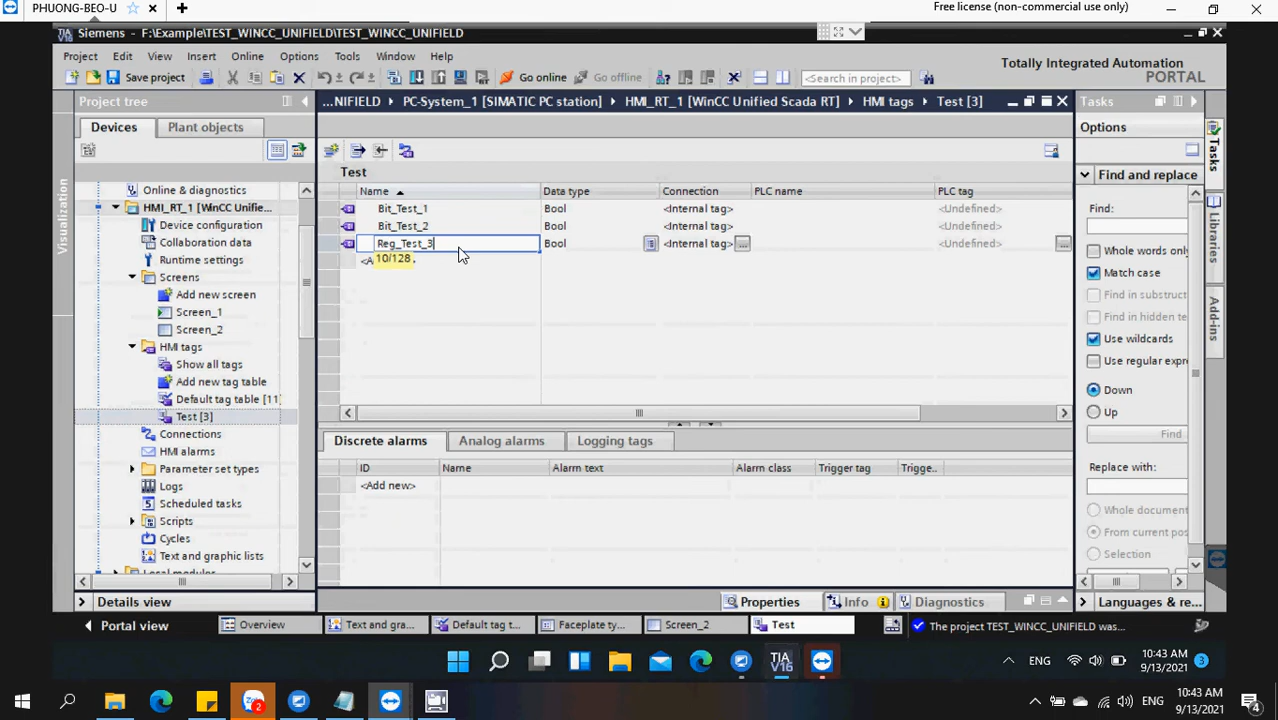 PHUONG-BEO-U
Free license (non-commercial use only)
Siemens - F:\Example\TEST_WINCC_UNIFIELD\TEST_WINCC_UNIFIELD
Project Edit View Insert Online Options Tools Window Help
Totally Integrated Automation
PORTAL
Save project
Go online
Go offline
<Search in project>
Project tree
...NIFIELD PC-System_1 [SIMATIC PC station] HMI_RT_1 [WinCC Unified Scada RT] HMI tags Test [3]
Tasks
Devices
Plant objects
Options
Visualization
Tasks
Libraries
Add-ins
Online & diagnostics
HMI_RT_1 [WinCC Unifie...
Device configuration
Collaboration data
Runtime settings
Screens
Add new screen
Screen_1
Screen_2
HMI tags
Show all tags
Add new tag table
Default tag table [11]
Test [3]
Connections
HMI alarms
Parameter set types
Logs
Scheduled tasks
Scripts
Cycles
Text and graphic lists
Test
Name Data type Connection PLC name PLC tag
Bit_Test_1 Bool <Internal tag> <Undefined>
Bit_Test_2 Bool <Internal tag> <Undefined>
Reg_Test_3 Bool <Internal tag> ... <Undefined> ...
<A 10/128
Discrete alarms
Analog alarms
Logging tags
ID Name Alarm text Alarm class Trigger tag Trigge..
<Add new>
Find and replace
Find:
Whole words only
Match case
Find in substruct
Find in hidden te
Use wildcards
Use regular expre
Down
Up
Find
Replace with:
Whole document
From current pos
Selection
Languages & re...
Details view
Properties
Info
Diagnostics
Portal view
Overview
Text and gra...
Default tag t...
Faceplate ty...
Screen_2
Test
The project TEST_WINCC_UNIFIELD was...
TIA
V16
ENG
10:43 AM
9/13/2021
3
2
ENG
10:43 AM
9/13/2021
4